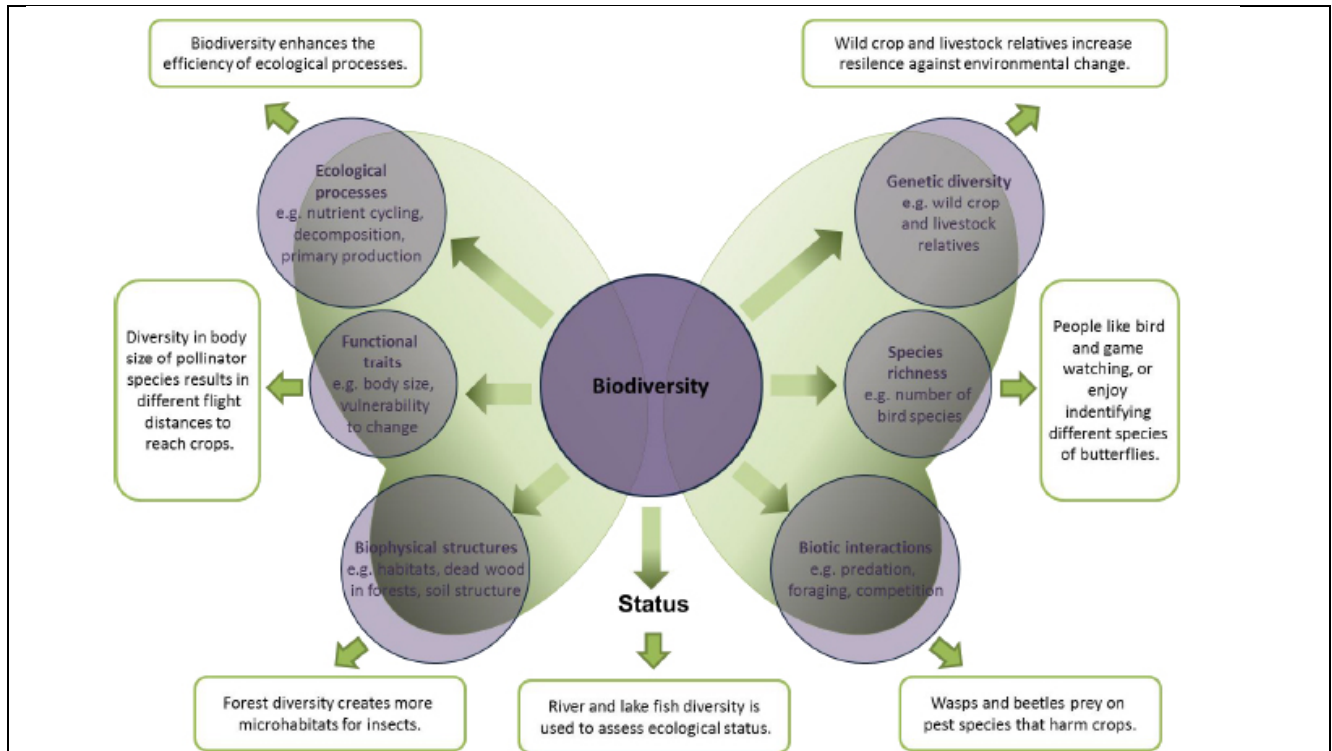 Biodiversity enhances the
efficiency of ecological processes.
Wild crop and livestock relatives increase
resilence against environmental change.
Ecological
processes
e.g. nutrient cycling,
decomposition,
primary production
Genetic diversity
e.g. wild crop
and livestock
relatives
Diversity in body
size of pollinator
species results in
different flight
distances to
reach crops.
Functional
traits
e.g. body size,
vulnerability
to change
Biodiversity
Species
richness
e.g. number of
bird species
People like bird
and game
watching, or
enjoy
indentifying
different species
of butterflies.
Biophysical structures
e.g. habitats, dead wood
in forests, soil structure
Status
Biotic interactions
e.g. predation,
foraging, competition
Forest diversity creates more
microhabitats for insects.
River and lake fish diversity is
used to assess ecological status.
Wasps and beetles prey on
pest species that harm crops.